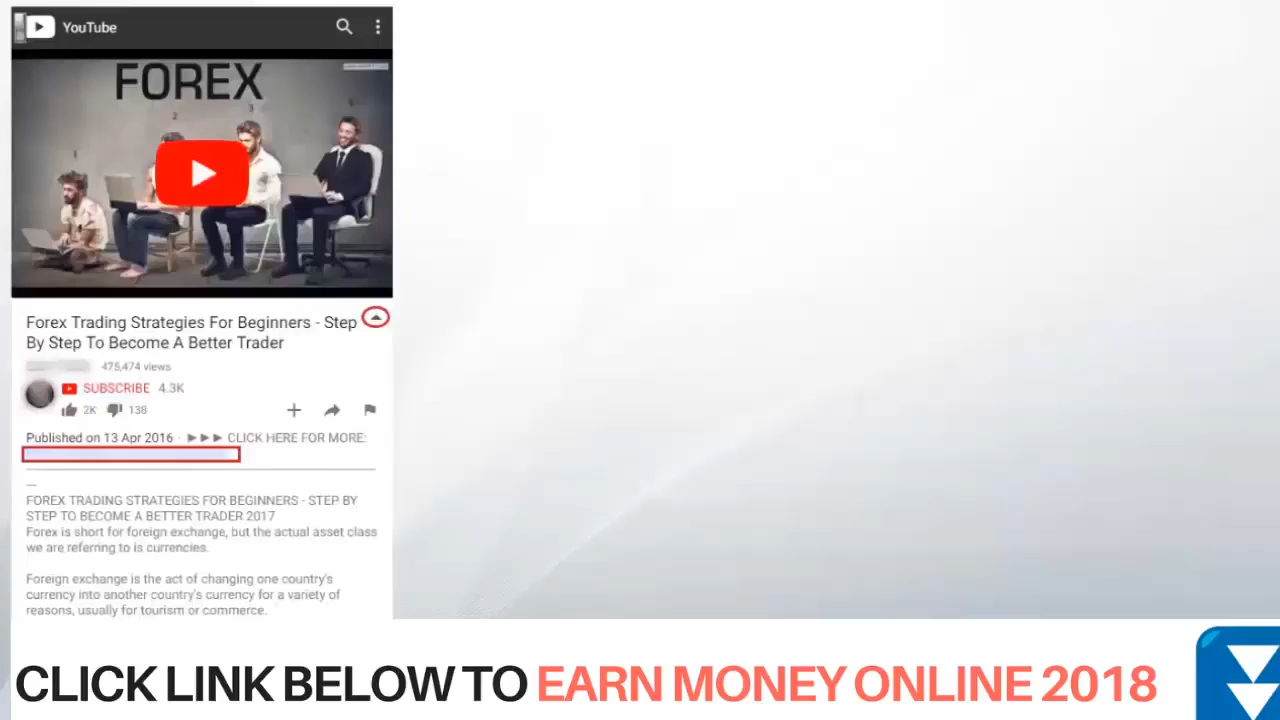 YouTube
FOREX
1
2
3
Forex Trading Strategies For Beginners - Step
By Step To Become A Better Trader
475,474 views
SUBSCRIBE 4.3K
2K 138
Published on 13 Apr 2016 · ►►► CLICK HERE FOR MORE:
—
FOREX TRADING STRATEGIES FOR BEGINNERS - STEP BY
STEP TO BECOME A BETTER TRADER 2017
Forex is short for foreign exchange, but the actual asset class
we are referring to is currencies.
Foreign exchange is the act of changing one country's
currency into another country's currency for a variety of
reasons, usually for tourism or commerce.
CLICK LINK BELOW TO EARN MONEY ONLINE 2018